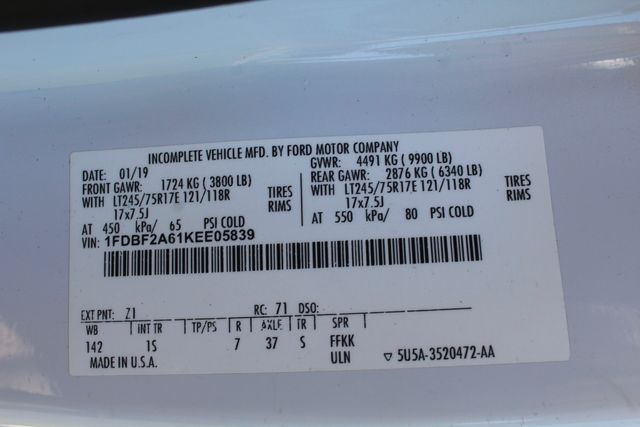 INCOMPLETE VEHICLE MFD. BY FORD MOTOR COMPANY
DATE: 01/19 GVWR: 4491 KG (9900 LB)
FRONT GAWR: 1724 KG (3800 LB) REAR GAWR: 2876 KG (6340 LB)
WITH LT245/75R17E 121/118R TIRES WITH LT245/75R17E 121/118R TIRES
17x7.5J RIMS 17x7.5J RIMS
AT 450 kPa/ 65 PSI COLD AT 550 kPa/ 80 PSI COLD
VIN: 1FDBF2A61KEE05839
EXT PNT: Z1 RC: 71 DSO:
WB INT TR TP/PS R AXLE TR SPR
142 1S 7 37 S FFKK
MADE IN U.S.A. ULN ▽ 5U5A-3520472-AA